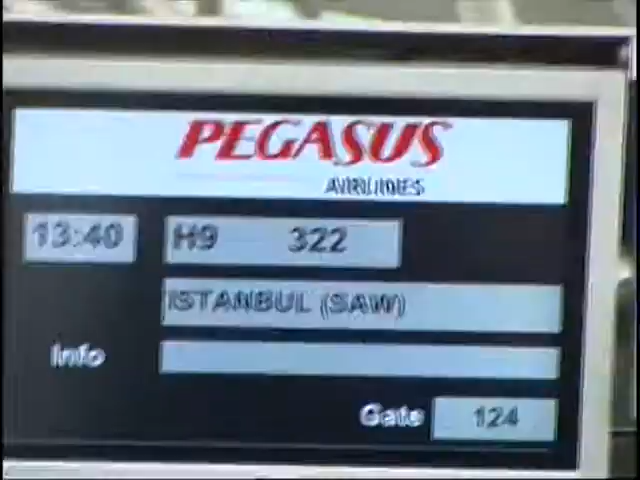 PEGASUS
AIRLINES
13:40 H9 322
ISTANBUL (SAW)
Info
Gate 124